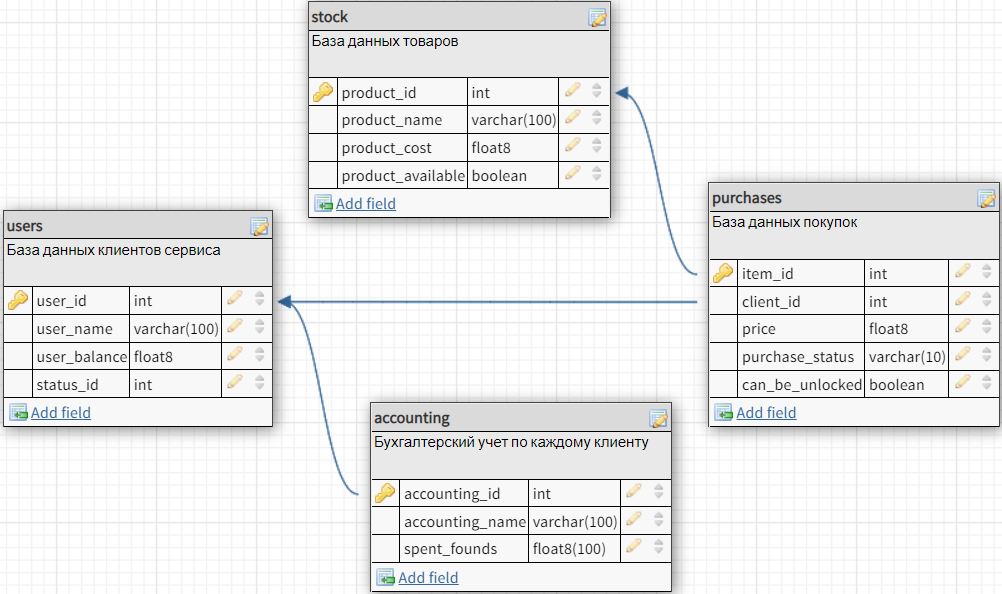 stock
База данных товаров
product_id int
product_name varchar(100)
product_cost float8
product_available boolean
Add field
users
База данных клиентов сервиса
user_id int
user_name varchar(100)
user_balance float8
status_id int
Add field
purchases
База данных покупок
item_id int
client_id int
price float8
purchase_status varchar(10)
can_be_unlocked boolean
Add field
accounting
Бухгалтерский учет по каждому клиенту
accounting_id int
accounting_name varchar(100)
spent_founds float8(100)
Add field